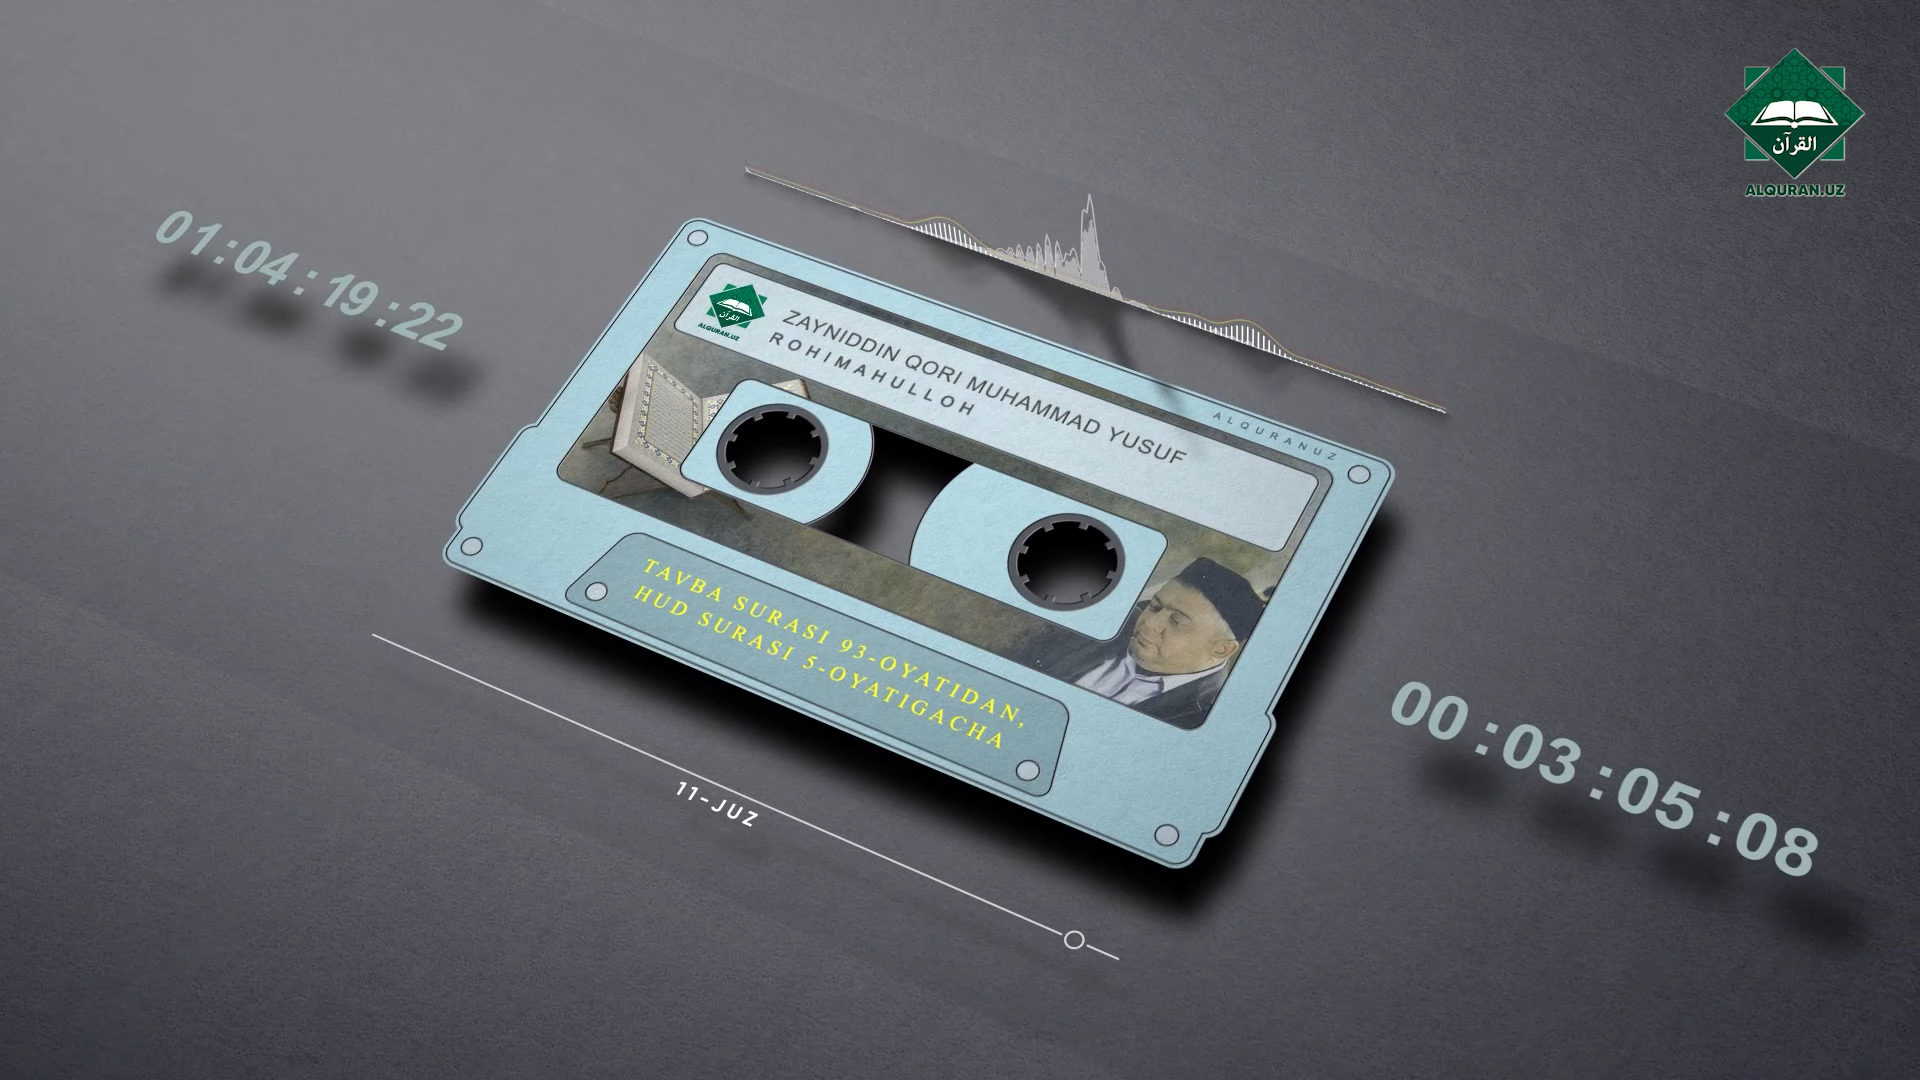 القرآن
ALQURAN.UZ
01:04:19:22
القرآن
ALQURAN.UZ
ZAYNIDDIN QORI MUHAMMAD YUSUF
ROHIMAHULLOH
ALQURANUZ
TAVBA SURASI 93-OYATIDAN,
HUD SURASI 5-OYATIGACHA
00:03:05:08
11-JUZ